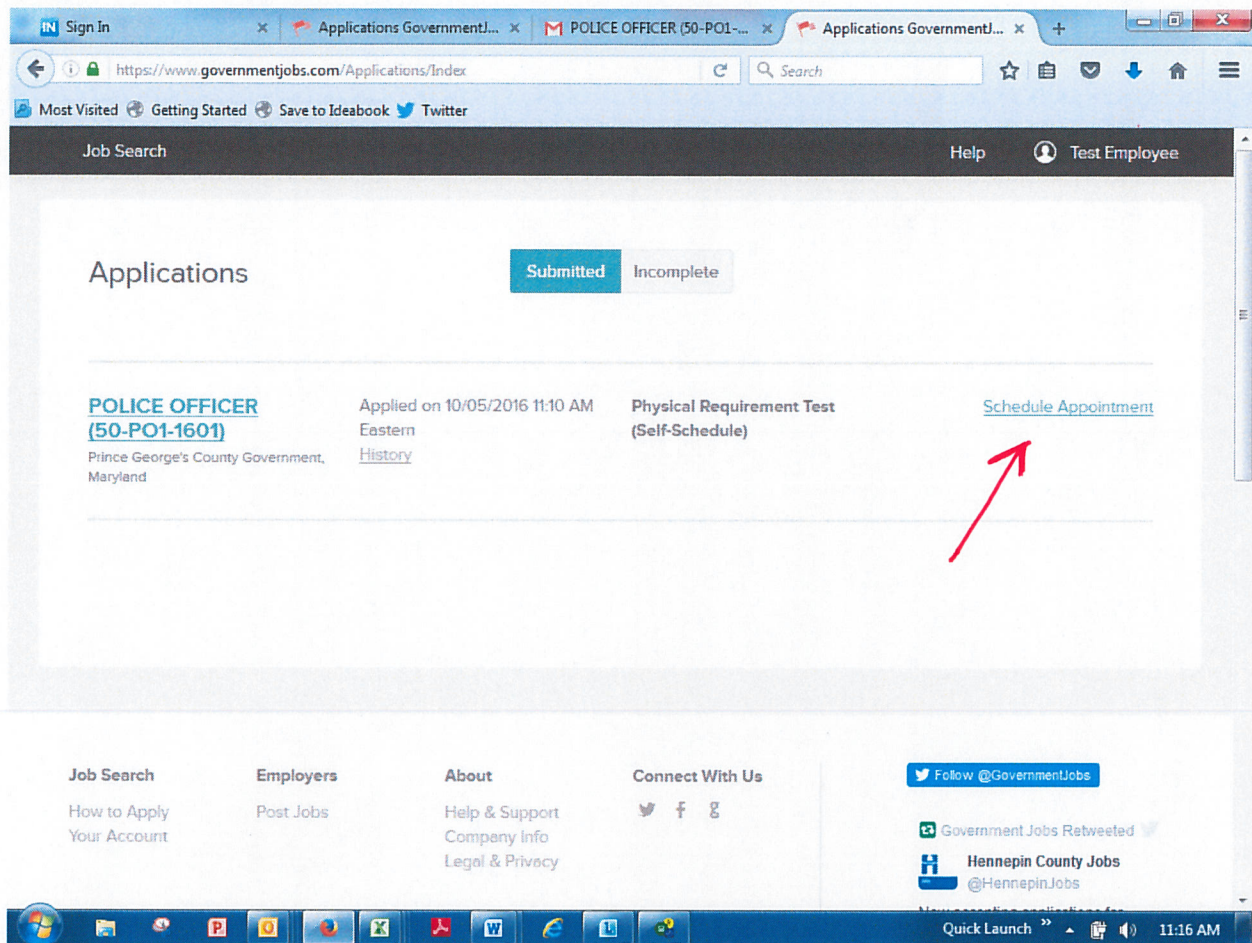 Sign In
Applications GovernmentJ...
POLICE OFFICER (50-PO1-...
Applications GovernmentJ...
https://www.governmentjobs.com/Applications/Index
Search
Most Visited Getting Started Save to Ideabook Twitter
Job Search Help Test Employee
Applications Submitted Incomplete
POLICE OFFICER
(50-PO1-1601)
Prince George's County Government,
Maryland
Applied on 10/05/2016 11:10 AM
Eastern
History
Physical Requirement Test
(Self-Schedule)
Schedule Appointment
Job Search
How to Apply
Your Account
Employers
Post Jobs
About
Help & Support
Company Info
Legal & Privacy
Connect With Us
Follow @GovernmentJobs
Government Jobs Retweeted
Hennepin County Jobs
@HennepinJobs
Quick Launch 11:16 AM